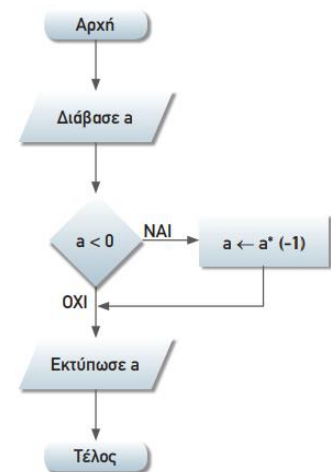 Αρχή
Διάβασε a
a < 0
ΝΑΙ
a ← a* (-1)
ΟΧΙ
Εκτύπωσε a
Τέλος